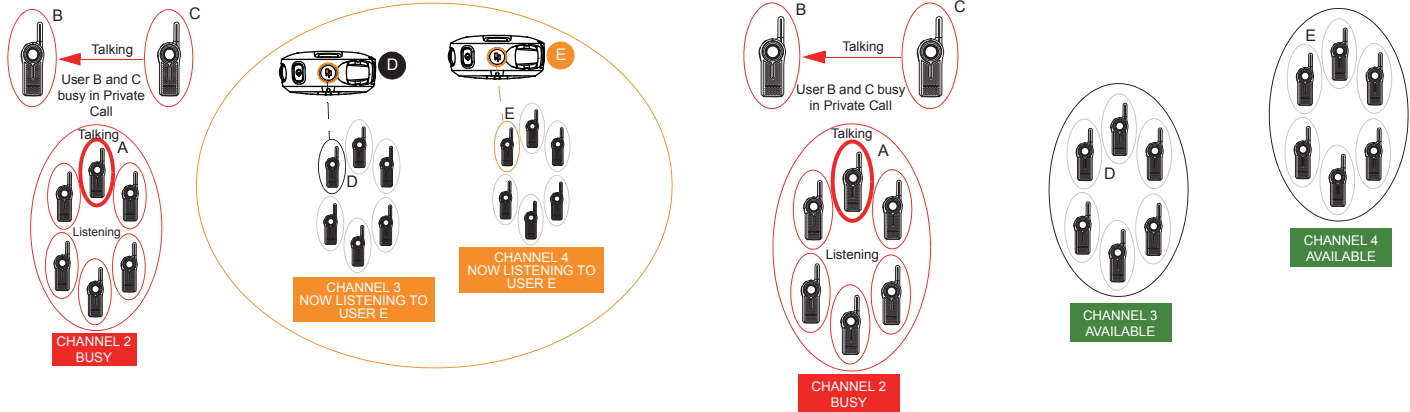 B
C
Talking
User B and C
busy in Private
Call
Talking
A
Listening
CHANNEL 2
BUSY
D
E
D
E
CHANNEL 3
NOW LISTENING TO
USER E
CHANNEL 4
NOW LISTENING TO
USER E
B
C
Talking
User B and C busy
in Private Call
Talking
A
Listening
CHANNEL 2
BUSY
D
CHANNEL 3
AVAILABLE
E
CHANNEL 4
AVAILABLE